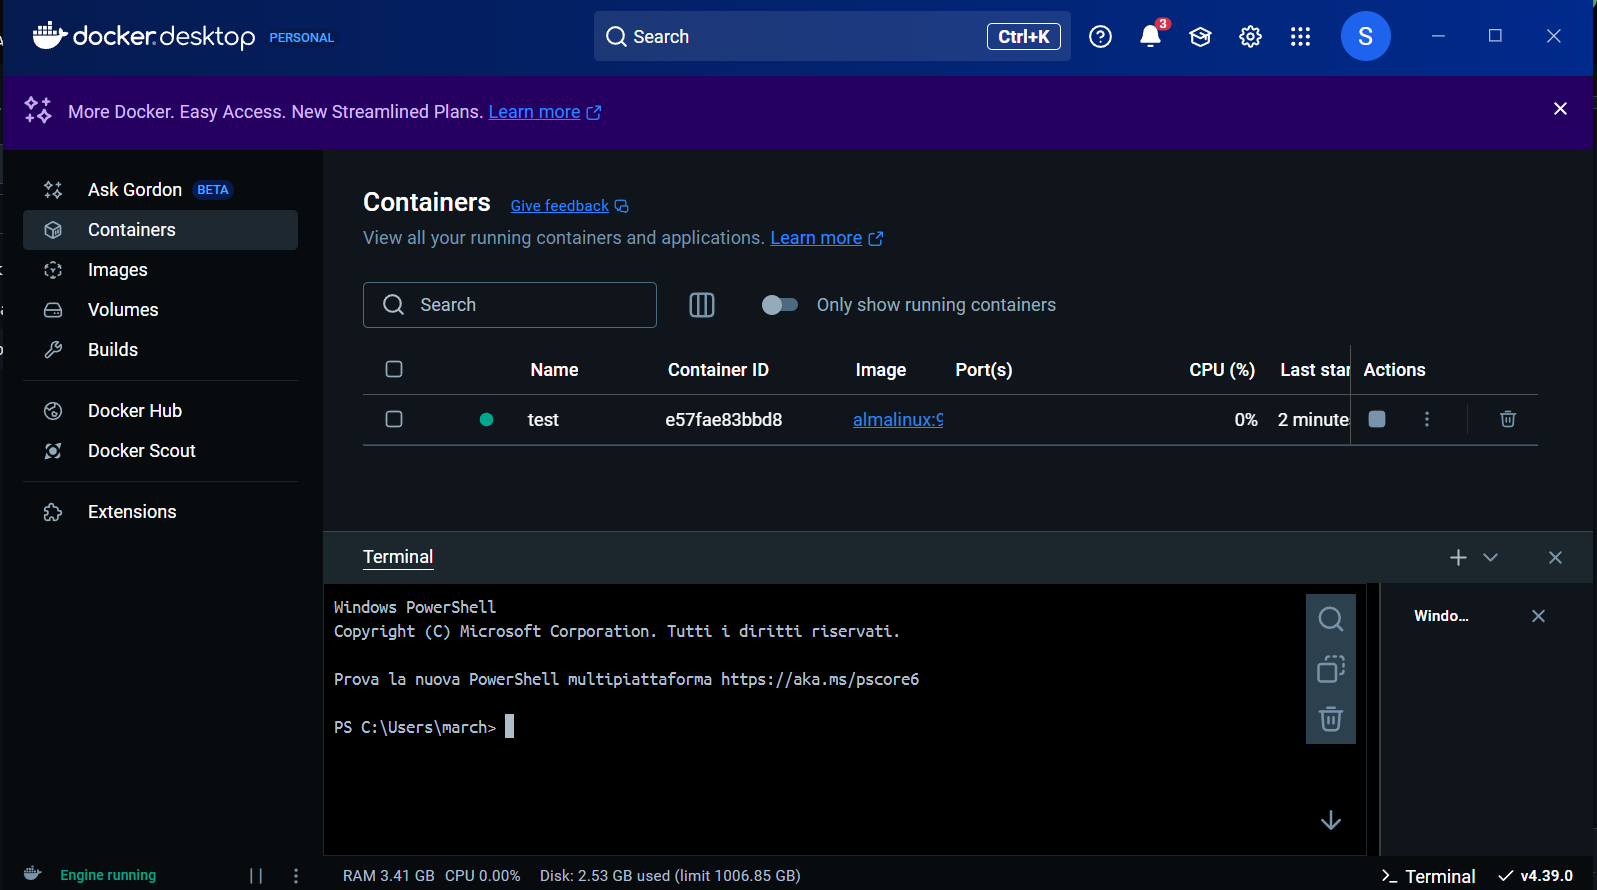 docker.desktop PERSONAL
Search
Ctrl+K
3
S
More Docker. Easy Access. New Streamlined Plans. Learn more
Ask Gordon BETA
Containers
Images
Volumes
Builds
Docker Hub
Docker Scout
Extensions
Containers Give feedback
View all your running containers and applications. Learn more
Search
Only show running containers
Name Container ID Image Port(s) CPU (%) Last star Actions
test e57fae83bbd8 almalinux:9 0% 2 minute
Terminal
Windows PowerShell
Copyright (C) Microsoft Corporation. Tutti i diritti riservati.
Prova la nuova PowerShell multipiattaforma https://aka.ms/pscore6
PS C:\Users\march>
Windo...
Engine running
RAM 3.41 GB CPU 0.00% Disk: 2.53 GB used (limit 1006.85 GB)
>_ Terminal
v4.39.0